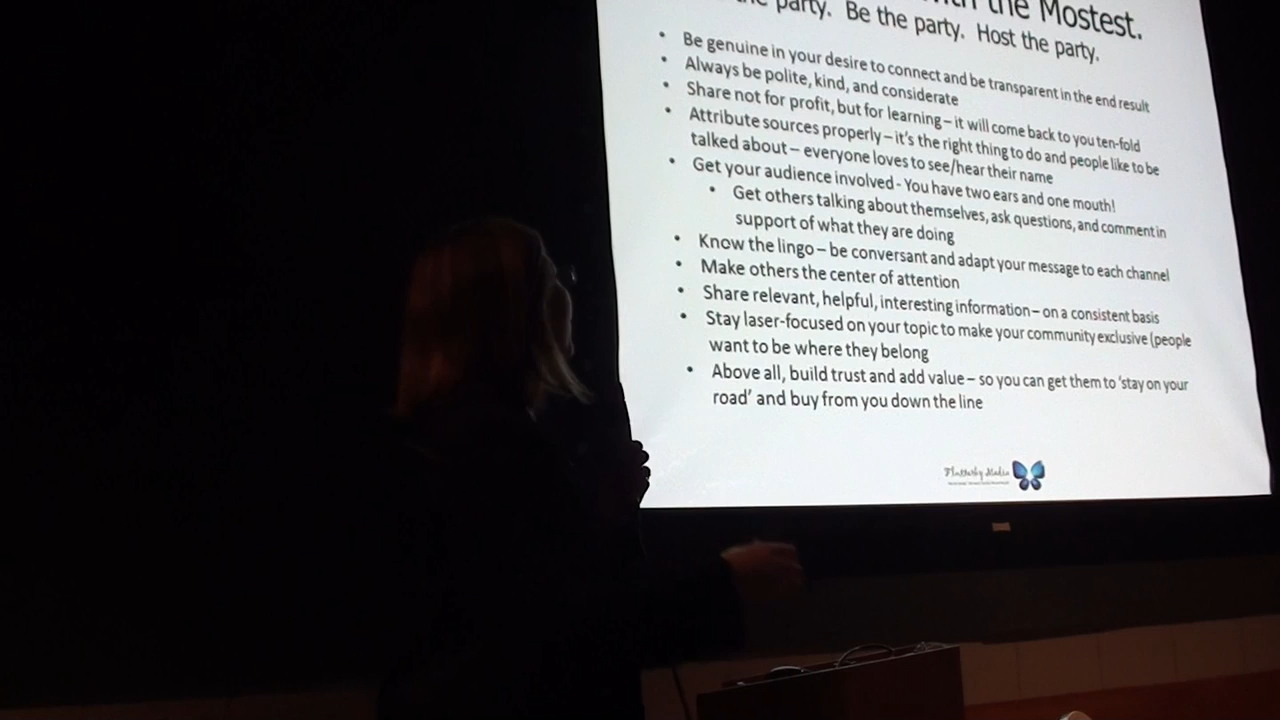 the Mostest.
party. Be the party. Host the party.
• Be genuine in your desire to connect and be transparent in the end result
• Always be polite, kind, and considerate
• Share not for profit, but for learning – it will come back to you ten-fold
• Attribute sources properly – it's the right thing to do and people like to be
talked about – everyone loves to see/hear their name
• Get your audience involved - You have two ears and one mouth!
• Get others talking about themselves, ask questions, and comment in
support of what they are doing
• Know the lingo – be conversant and adapt your message to each channel
• Make others the center of attention
• Share relevant, helpful, interesting information – on a consistent basis
• Stay laser-focused on your topic to make your community exclusive (people
want to be where they belong
• Above all, build trust and add value – so you can get them to 'stay on your
road' and buy from you down the line
Flutterby Media